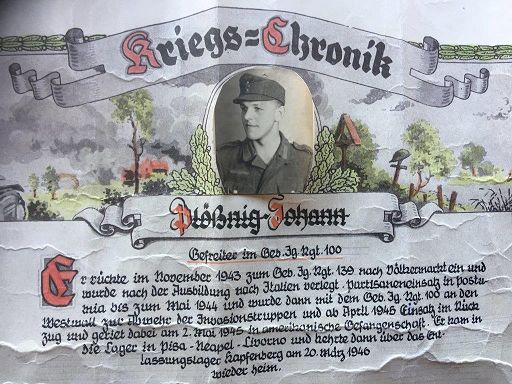 Kriegs=Chronik
Plößnig-Johann
Gefreiter im Geb. Jg. Rgt. 100
Er rückte im November 1943 zum Geb. Jg. Rgt. 139 nach Völkermarkt ein und
wurde nach der Ausbildung nach Italien verlegt. Partisaneneinsatz in Postu-
mia bis zum Mai 1944 und wurde dann mit dem Geb. Jg. Rgt. 100 an den
Westwall zur Abwehr der Invasionstruppen und ab April 1945 Einsatz im Rück
zug und geriet dabei am 2. Mai 1945 in amerikanische Gefangenschaft. Er kam in
die Lager in Pisa-Neapel-Livorno und kehrte dann über das Ent-
lassungslager Kapfenberg am 20. März 1946
wieder heim.